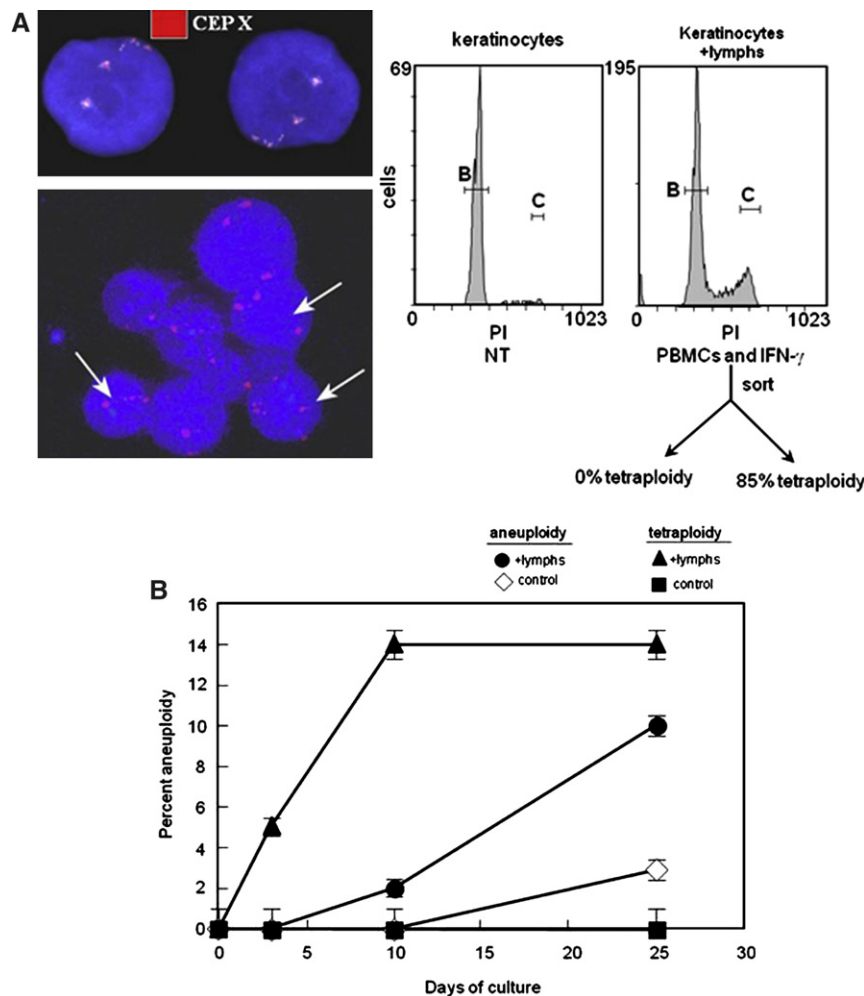 A
CEP X
keratinocytes
69
cells
B
C
0
1023
PI
NT
Keratinocytes
+lymphs
195
B
C
0
1023
PI
PBMCs and IFN-γ
sort
0% tetraploidy
85% tetraploidy
B
aneuploidy
+lymphs
control
tetraploidy
+lymphs
control
Percent aneuploidy
16
14
12
10
8
6
4
2
0
0
5
10
15
20
25
30
Days of culture